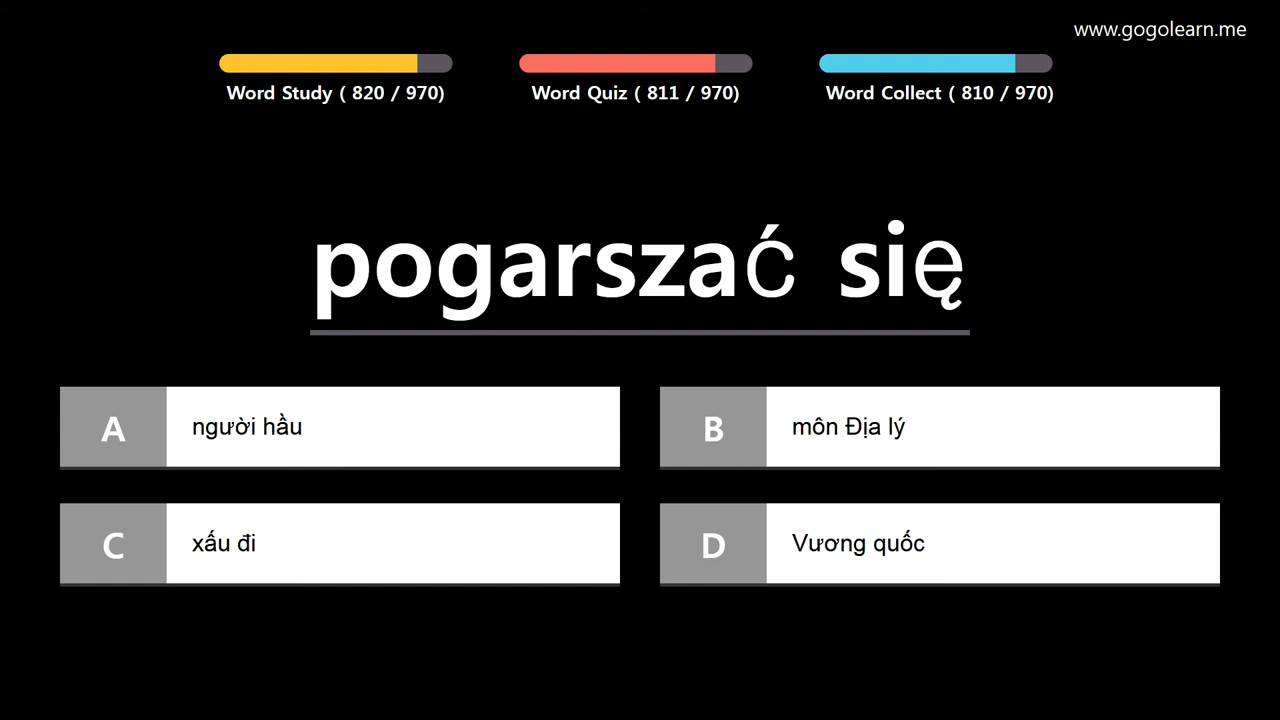 www.gogolearn.me
Word Study ( 820 / 970)
Word Quiz ( 811 / 970)
Word Collect ( 810 / 970)
pogarszać się
A người hầu
B môn Địa lý
C xấu đi
D Vương quốc